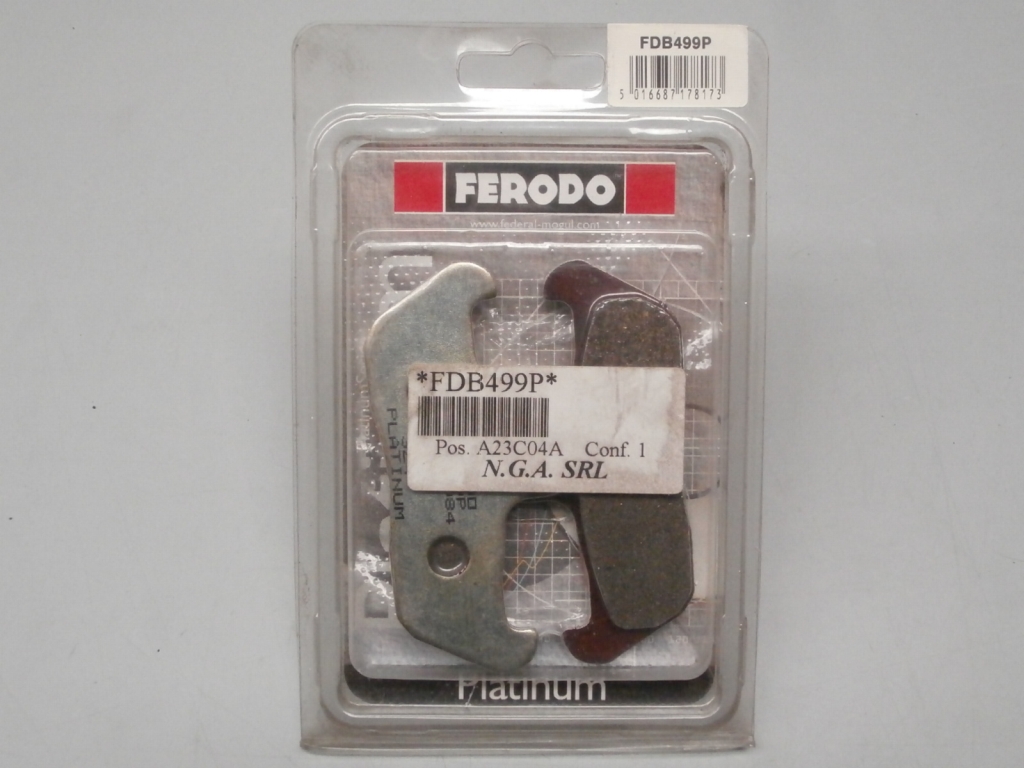 FDB499P
5 016687 178173
FERODO
www.federal-mogul.com
*FDB499P*
Pos. A23C04A Conf. 1
N.G.A. SRL
PLATINUM
Platinum